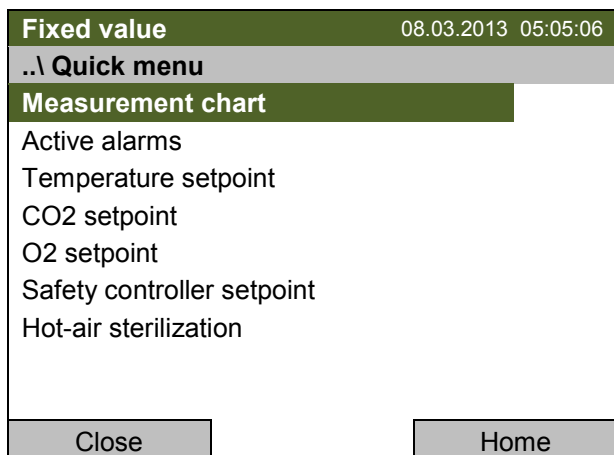 Fixed value 08.03.2013 05:05:06
..\ Quick menu
Measurement chart
Active alarms
Temperature setpoint
CO2 setpoint
O2 setpoint
Safety controller setpoint
Hot-air sterilization
Close Home